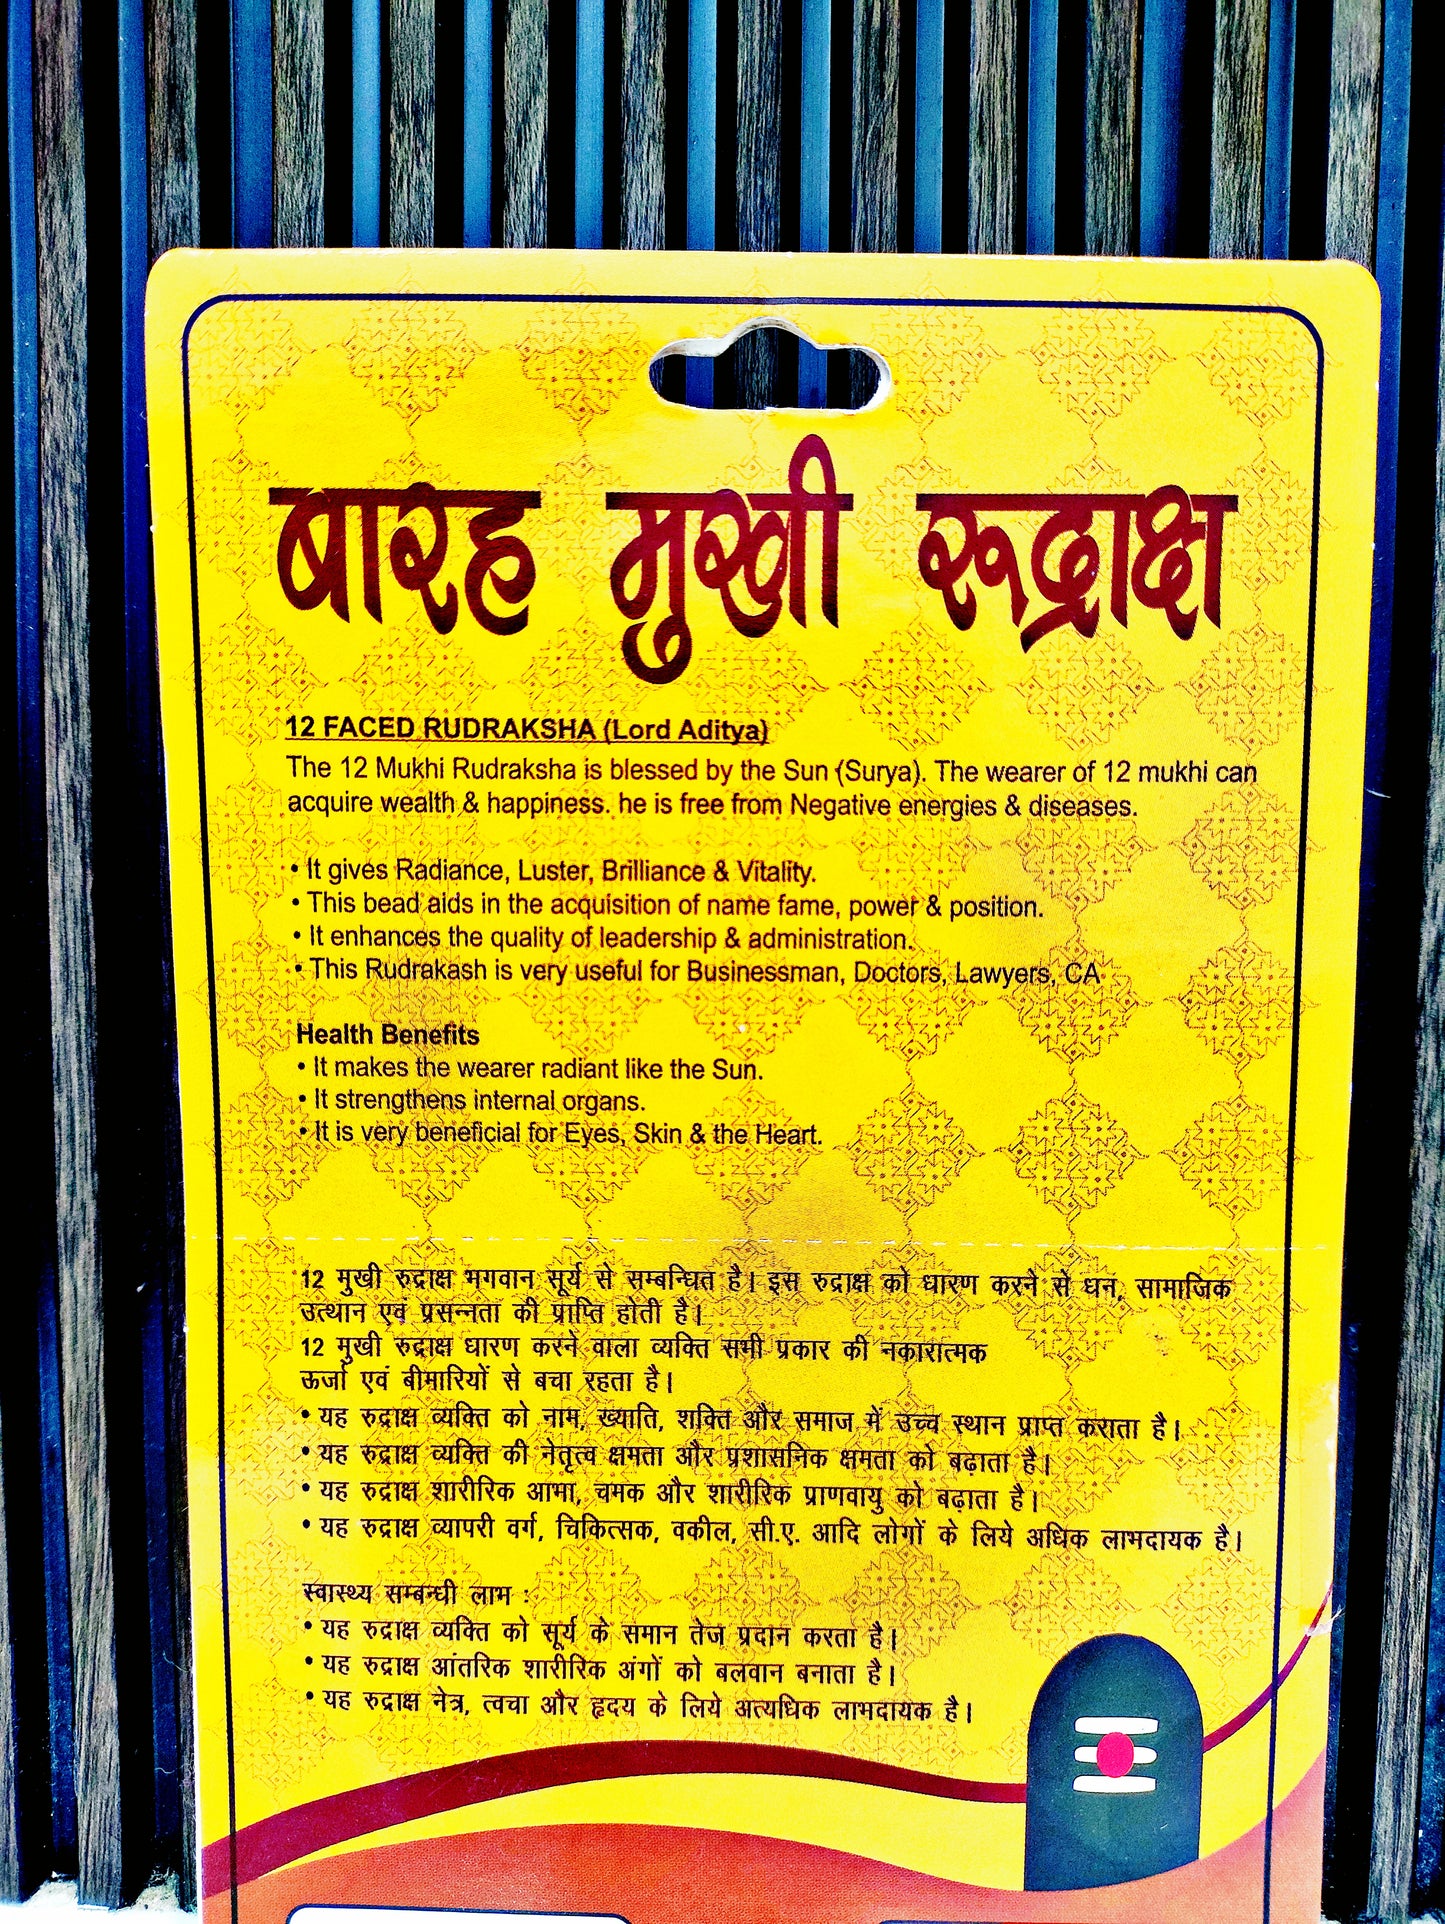 बारह मुखी रूद्राक्ष
12 FACED RUDRAKSHA (Lord Aditya)
The 12 Mukhi Rudraksha is blessed by the Sun (Surya). The wearer of 12 mukhi can
acquire wealth & happiness. he is free from Negative energies & diseases.
• It gives Radiance, Luster, Brilliance & Vitality.
• This bead aids in the acquisition of name fame, power & position.
• It enhances the quality of leadership & administration.
• This Rudrakash is very useful for Businessman, Doctors, Lawyers, CA
Health Benefits
• It makes the wearer radiant like the Sun.
• It strengthens internal organs.
• It is very beneficial for Eyes, Skin & the Heart.
12 मुखी रुद्राक्ष भगवान सूर्य से सम्बन्धित है। इस रुद्राक्ष को धारण करने से धन, सामाजिक
उत्थान एवं प्रसन्नता की प्राप्ति होती है।
12 मुखी रुद्राक्ष धारण करने वाला व्यक्ति सभी प्रकार की नकारात्मक
ऊर्जा एवं बीमारियों से बचा रहता है।
• यह रुद्राक्ष व्यक्ति को नाम, ख्याति, शक्ति और समाज में उच्च स्थान प्राप्त कराता है।
• यह रुद्राक्ष व्यक्ति की नेतृत्व क्षमता और प्रशासनिक क्षमता को बढ़ाता है।
• यह रुद्राक्ष शारीरिक आभा, चमक और शारीरिक प्राणवायु को बढ़ाता है।
• यह रुद्राक्ष व्यापरी वर्ग, चिकित्सक, वकील, सी.ए. आदि लोगों के लिये अधिक लाभदायक है।
स्वास्थ्य सम्बन्धी लाभ :
• यह रुद्राक्ष व्यक्ति को सूर्य के समान तेज प्रदान करता है।
• यह रुद्राक्ष आंतरिक शारीरिक अंगों को बलवान बनाता है।
• यह रुद्राक्ष नेत्र, त्वचा और हृदय के लिये अत्यधिक लाभदायक है।